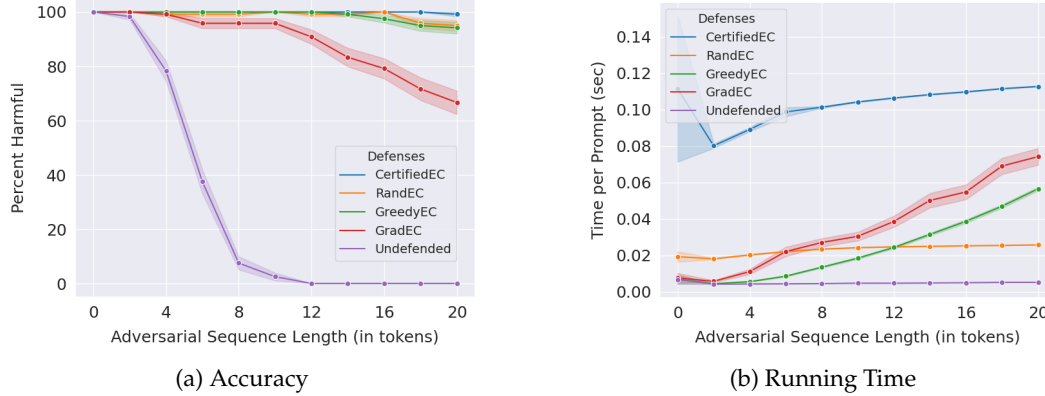 100
80
60
40
20
0
Percent Harmful
Defenses
CertifiedEC
RandEC
GreedyEC
GradEC
Undefended
0 4 8 12 16 20
Adversarial Sequence Length (in tokens)
(a) Accuracy
0.14
0.12
0.10
0.08
0.06
0.04
0.02
0.00
Time per Prompt (sec)
Defenses
CertifiedEC
RandEC
GreedyEC
GradEC
Undefended
0 4 8 12 16 20
Adversarial Sequence Length (in tokens)
(b) Running Time